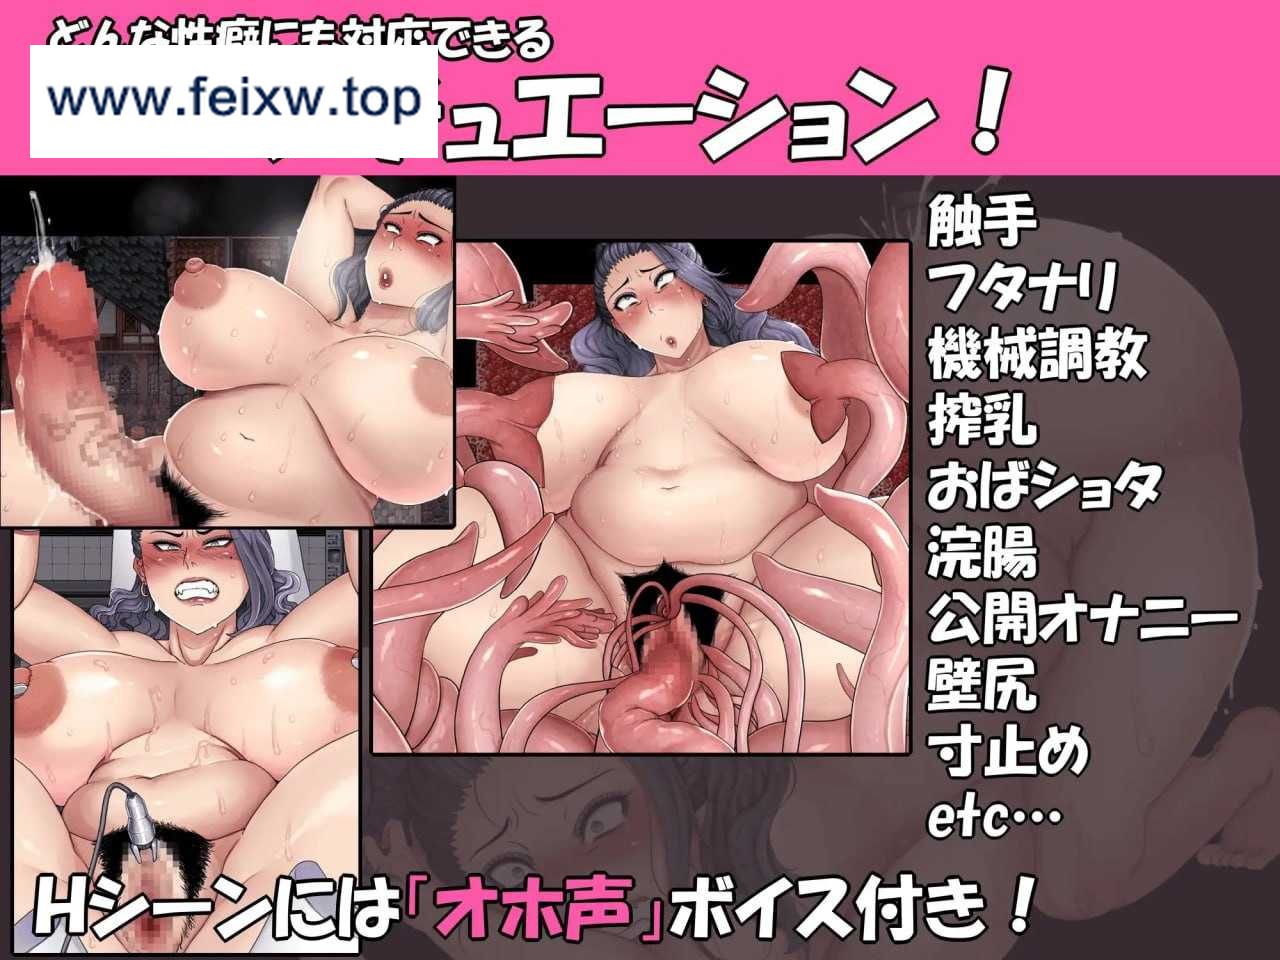 どんな性癖にも対応できる
www.feixw.top
チュエーション！
触手
フタナリ
機械調教
搾乳
おばショタ
浣腸
公開オナニー
壁尻
寸止め
etc…
Hシーンには「オホ声」ボイス付き！